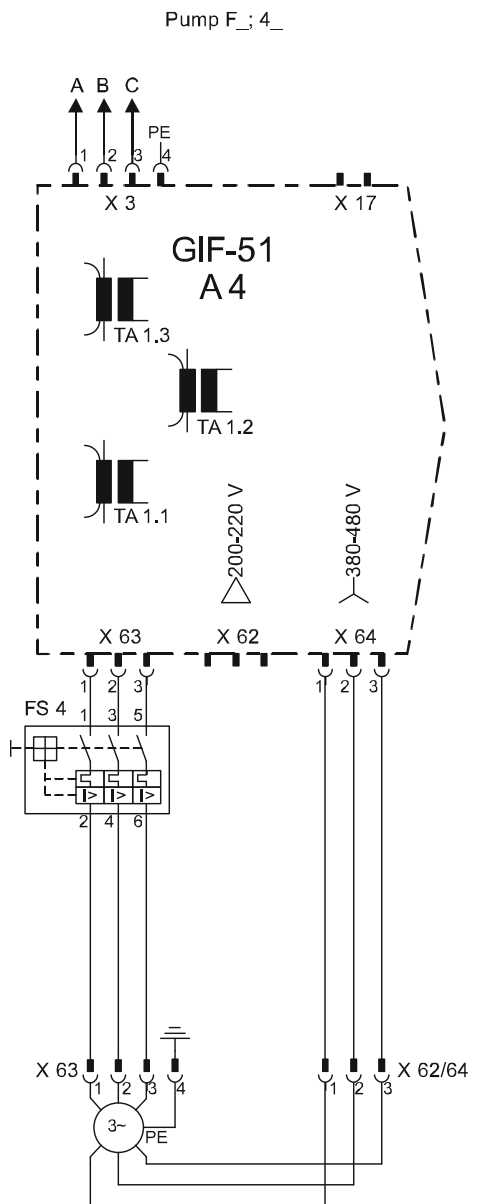 Pump F_; 4_
A B C
PE
1 2 3 4
X 3 X 17
GIF-51
A 4
TA 1.3
TA 1.2
TA 1.1
200-220 V
380-480 V
X 63 X 62 X 64
1 2 3 1 2 3
FS 4
1 3 5
I> I> I>
2 4 6
X 63 X 62/64
1 2 3 4 1 2 3
3~
PE